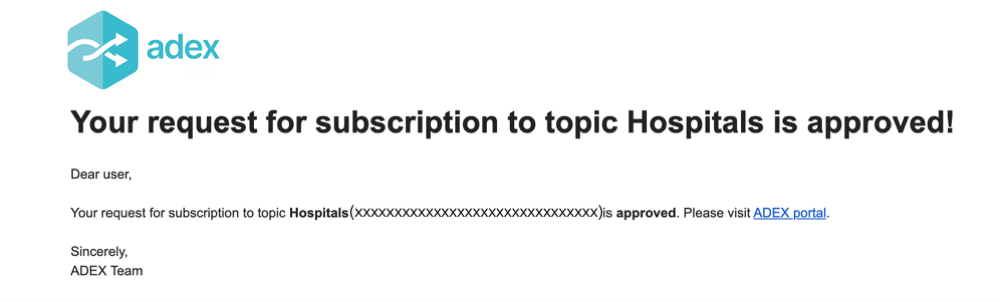 adex
Your request for subscription to topic Hospitals is approved!
Dear user,
Your request for subscription to topic Hospitals(xxxxxxxxxxxxxxxxxxxxxxxxxxxxxxxx)is approved. Please visit ADEX portal.
Sincerely,
ADEX Team